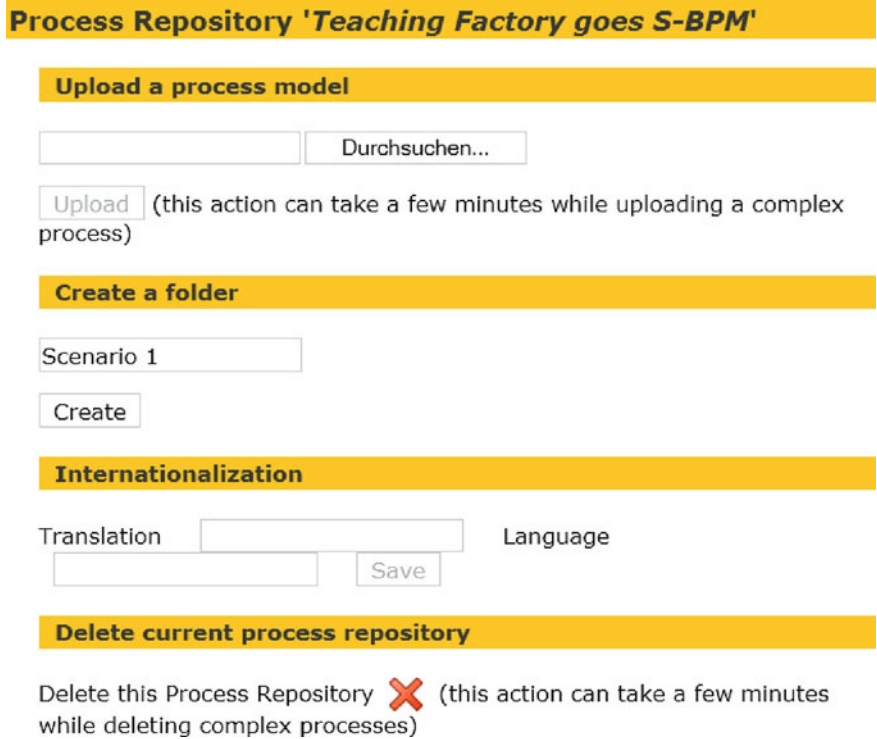 Process Repository 'Teaching Factory goes S-BPM'
Upload a process model
Durchsuchen...
Upload (this action can take a few minutes while uploading a complex
process)
Create a folder
Scenario 1
Create
Internationalization
Translation Language
Save
Delete current process repository
Delete this Process Repository (this action can take a few minutes
while deleting complex processes)